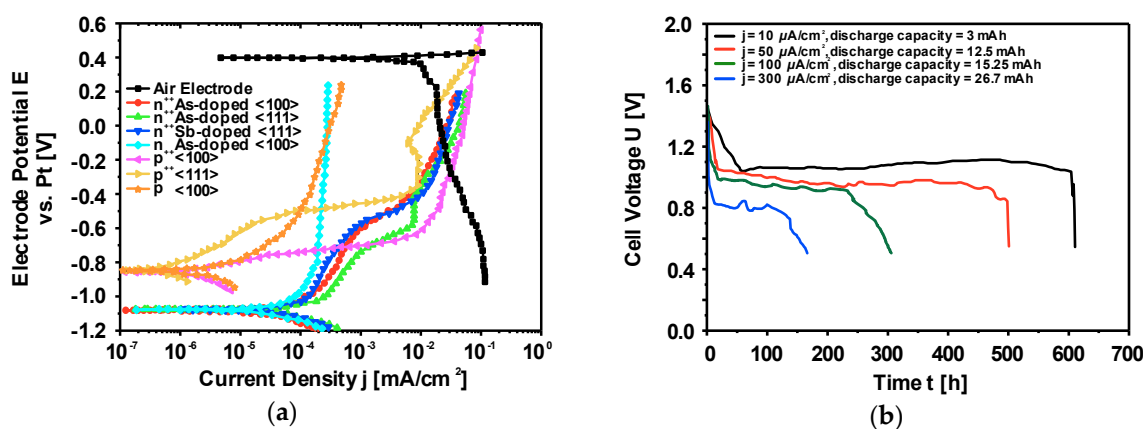 0.6
0.4
0.2
0.0
-0.2
-0.4
-0.6
-0.8
-1.0
-1.2
Electrode Potential E
vs. Pt [V]
Air Electrode
n⁺⁺As-doped <100>
n⁺⁺As-doped <111>
n⁺⁺Sb-doped <111>
n As-doped <100>
p⁺⁺<100>
p⁺⁺ <111>
p <100>
10⁻⁷ 10⁻⁶ 10⁻⁵ 10⁻⁴ 10⁻³ 10⁻² 10⁻¹ 10⁰
Current Density j [mA/cm²]
(a)
2.0
1.6
1.2
0.8
0.4
0.0
Cell Voltage U [V]
j = 10 µA/cm², discharge capacity = 3 mAh
j = 50 µA/cm², discharge capacity = 12.5 mAh
j = 100 µA/cm², discharge capacity = 15.25 mAh
j = 300 µA/cm², discharge capacity = 26.7 mAh
0 100 200 300 400 500 600 700
Time t [h]
(b)